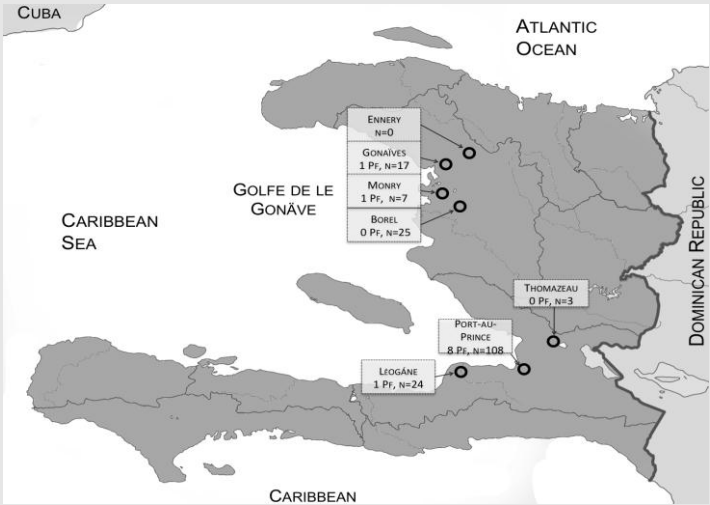 CUBA
ATLANTIC
OCEAN
ENNERY
N=0
GONAÏVES
1 PF, N=17
MONRY
1 PF, N=7
BOREL
0 PF, N=25
GOLFE DE LE
GONÄVE
CARIBBEAN
SEA
DOMINICAN REPUBLIC
THOMAZEAU
0 PF, N=3
PORT-AU-
PRINCE
8 PF, N=108
LEOGÁNE
1 PF, N=24
CARIBBEAN